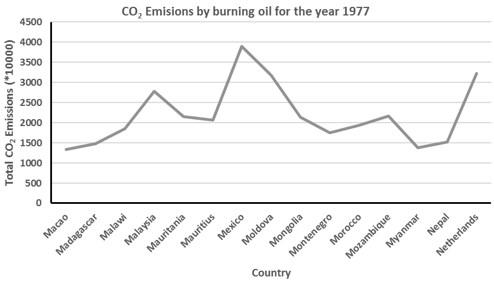 CO₂ Emisions by burning oil for the year 1977
Total CO₂ Emissions (*10000)
4500
4000
3500
3000
2500
2000
1500
1000
500
0
Macao
Madagascar
Malawi
Malaysia
Mauritania
Mauritius
Mexico
Moldova
Mongolia
Montenegro
Morocco
Mozambique
Myanmar
Nepal
Netherlands
Country